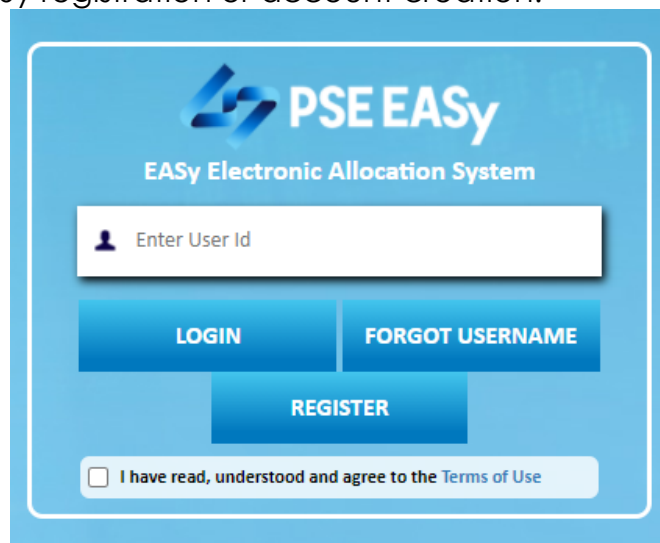 registration or account creation.
PSE EASy
EASy Electronic Allocation System
Enter User Id
LOGIN
FORGOT USERNAME
REGISTER
I have read, understood and agree to the Terms of Use